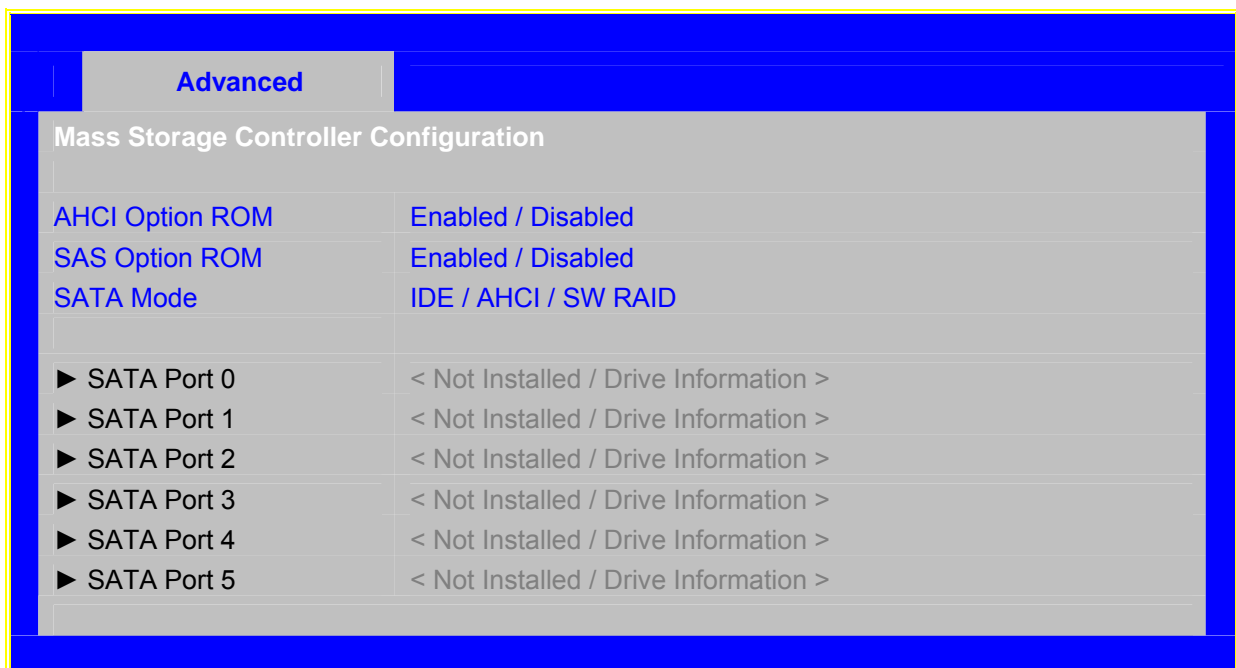 Advanced
Mass Storage Controller Configuration
AHCI Option ROM Enabled / Disabled
SAS Option ROM Enabled / Disabled
SATA Mode IDE / AHCI / SW RAID
► SATA Port 0 < Not Installed / Drive Information >
► SATA Port 1 < Not Installed / Drive Information >
► SATA Port 2 < Not Installed / Drive Information >
► SATA Port 3 < Not Installed / Drive Information >
► SATA Port 4 < Not Installed / Drive Information >
► SATA Port 5 < Not Installed / Drive Information >